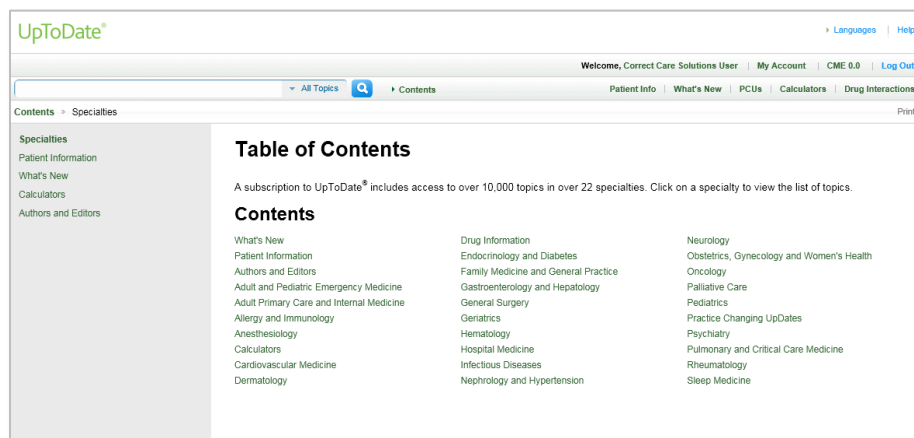 UpToDate®
Languages | Help
Welcome, Correct Care Solutions User | My Account | CME 0.0 | Log Out
All Topics Contents Patient Info | What's New | PCUs | Calculators | Drug Interactions
Contents » Specialties Print
Specialties
Patient Information
What's New
Calculators
Authors and Editors
Table of Contents
A subscription to UpToDate® includes access to over 10,000 topics in over 22 specialties. Click on a specialty to view the list of topics.
Contents
What's New
Patient Information
Authors and Editors
Adult and Pediatric Emergency Medicine
Adult Primary Care and Internal Medicine
Allergy and Immunology
Anesthesiology
Calculators
Cardiovascular Medicine
Dermatology
Drug Information
Endocrinology and Diabetes
Family Medicine and General Practice
Gastroenterology and Hepatology
General Surgery
Geriatrics
Hematology
Hospital Medicine
Infectious Diseases
Nephrology and Hypertension
Neurology
Obstetrics, Gynecology and Women's Health
Oncology
Palliative Care
Pediatrics
Practice Changing UpDates
Psychiatry
Pulmonary and Critical Care Medicine
Rheumatology
Sleep Medicine